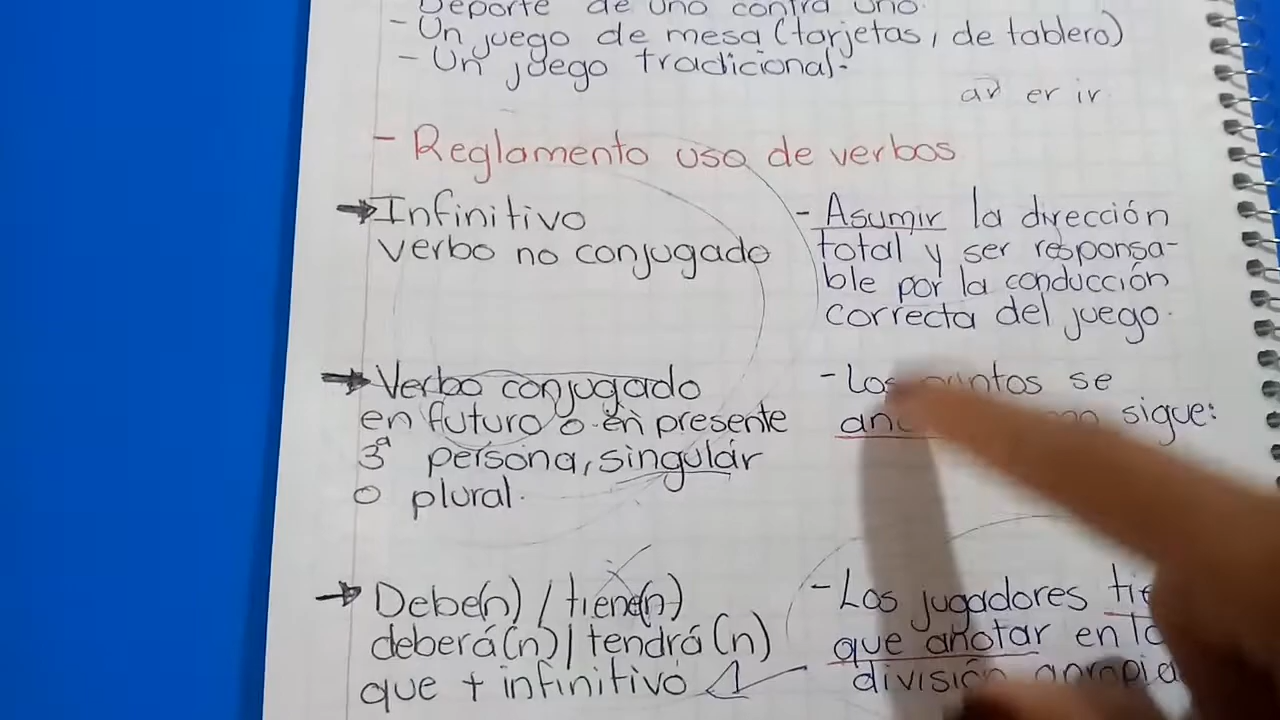 Deporte de uno contra uno.
- Un juego de mesa (tarjetas, de tablero)
- Un juego tradicional.
ar er ir
- Reglamento uso de verbos
Infinitivo
verbo no conjugado
- Asumir la dirección
total y ser responsa-
ble por la conducción
correcta del juego.
Verbo conjugado
en futuro o en presente
3ª persona, singular
o plural.
- Los puntos se
sigue:
Debe(n) / tiene(n)
deberá(n) / tendrá(n)
que + infinitivo
- Los jugadores
que anotar en
división